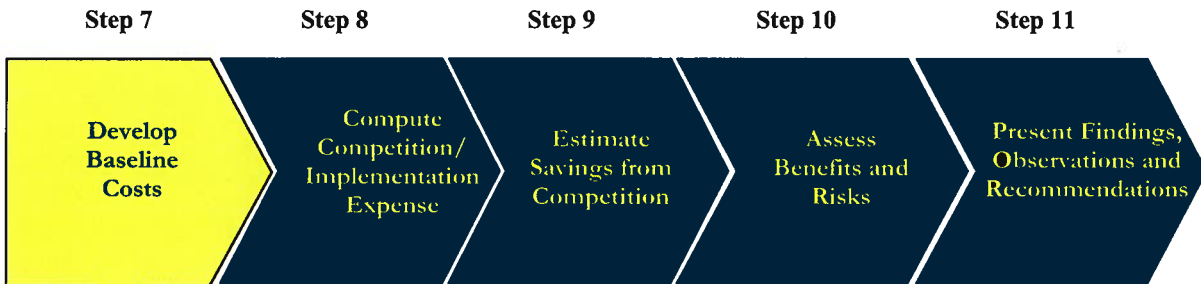 Step 7
Step 8
Step 9
Step 10
Step 11
Develop
Baseline
Costs
Compute
Competition/
Implementation
Expense
Estimate
Savings from
Competition
Assess
Benefits and
Risks
Present Findings,
Observations and
Recommendations